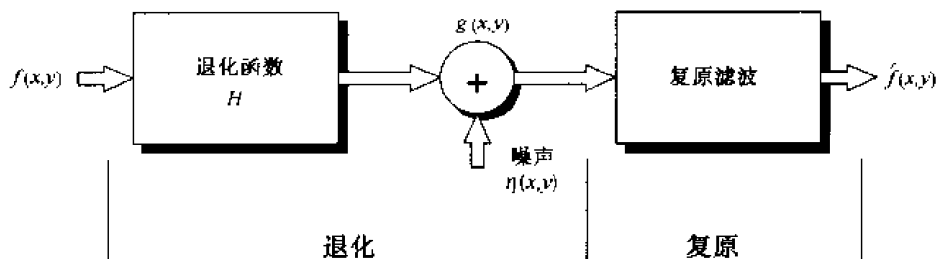 g(x,y)
f(x,y)
退化函数
H
+
复原滤波
f̂(x,y)
噪声
η(x,y)
退化
复原